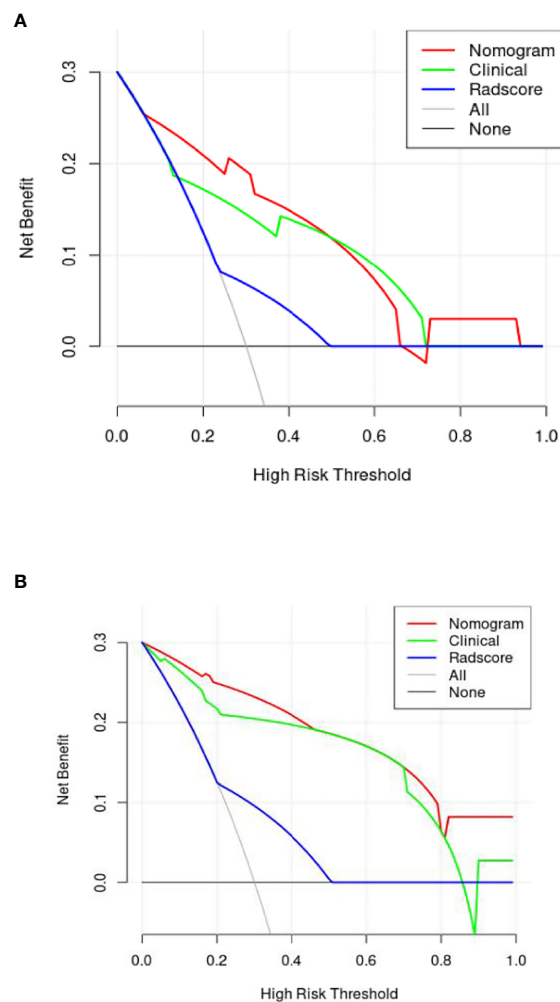 A
Nomogram
Clinical
Radscore
All
None
Net Benefit
0.3
0.2
0.1
0.0
0.0 0.2 0.4 0.6 0.8 1.0
High Risk Threshold
B
Nomogram
Clinical
Radscore
All
None
Net Benefit
0.3
0.2
0.1
0.0
0.0 0.2 0.4 0.6 0.8 1.0
High Risk Threshold